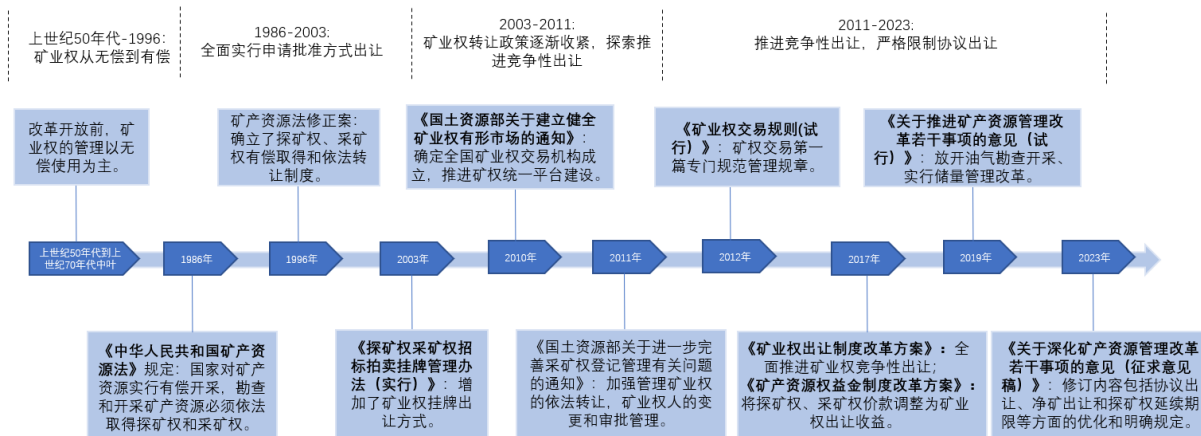 上世纪50年代-1996:
矿业权从无偿到有偿
1986-2003:
全面实行申请批准方式出让
2003-2011:
矿业权转让政策逐渐收紧，探索推
进竞争性出让
2011-2023:
推进竞争性出让，严格限制协议出让
改革开放前，矿
业权的管理以无
偿使用为主。
矿产资源法修正案：
确立了探矿权、采矿
权有偿取得和依法转
让制度。
《国土资源部关于建立健全
矿业权有形市场的通知》：
确定全国矿业权交易机构成
立，推进矿权统一平台建设。
《矿业权交易规则(试
行）》：矿权交易第一
篇专门规范管理规章。
《关于推进矿产资源管理改
革若干事项的意见（试
行）》：放开油气勘查开采、
实行储量管理改革。
上世纪50年代到上
世纪70年代中叶
1986年
1996年
2003年
2010年
2011年
2012年
2017年
2019年
2023年
《中华人民共和国矿产资
源法》规定：国家对矿
产资源实行有偿开采，勘查
和开采矿产资源必须依法
取得探矿权和采矿权。
《探矿权采矿权招
标拍卖挂牌管理办
法（实行）》：增
加了矿业权挂牌出
让方式。
《国土资源部关于进一步完
善采矿权登记管理有关问
题的通知》：加强管理矿业权
的依法转让，矿业权人的变
更和审批管理。
《矿业权出让制度改革方案》：全
面推进矿业权竞争性出让；
《矿产资源权益金制度改革方案》：
将探矿权、采矿权价款调整为矿业
权出让收益。
《关于深化矿产资源管理改革
若干事项的意见（征求意见
稿）》：修订内容包括协议出
让、净矿出让和探矿权延续期
限等方面的优化和明确规定。